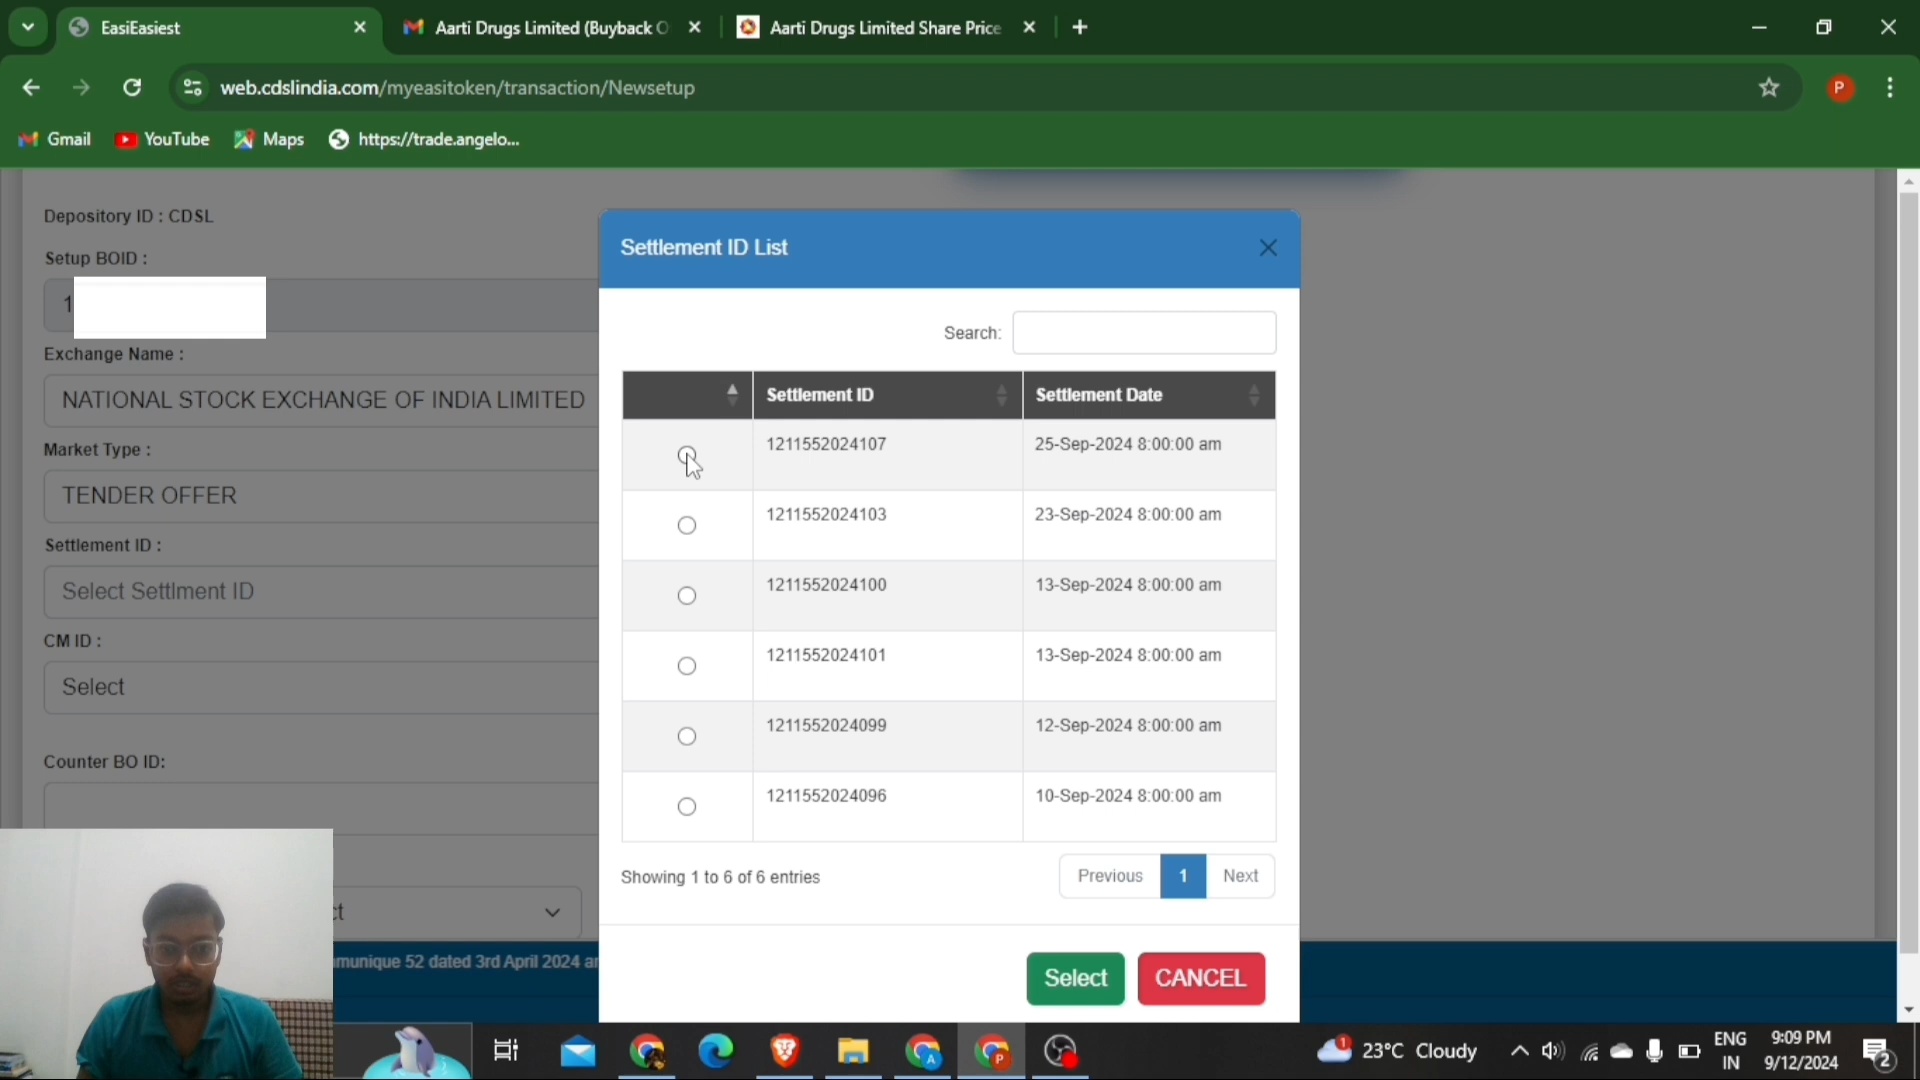 EasiEasiest
Aarti Drugs Limited (Buyback O
Aarti Drugs Limited Share Price
web.cdslindia.com/myeasitoken/transaction/Newsetup
P
Gmail
YouTube
Maps
https://trade.angelo...
Depository ID : CDSL
Setup BOID :
1
Exchange Name :
NATIONAL STOCK EXCHANGE OF INDIA LIMITED
Market Type :
TENDER OFFER
Settlement ID :
Select Settlment ID
CM ID :
Select
Counter BO ID:
ct
munique 52 dated 3rd April 2024 ar
Settlement ID List
Search:
Settlement ID Settlement Date
1211552024107 25-Sep-2024 8:00:00 am
1211552024103 23-Sep-2024 8:00:00 am
1211552024100 13-Sep-2024 8:00:00 am
1211552024101 13-Sep-2024 8:00:00 am
1211552024099 12-Sep-2024 8:00:00 am
1211552024096 10-Sep-2024 8:00:00 am
Showing 1 to 6 of 6 entries
Previous 1 Next
Select CANCEL
A
P
1
23°C Cloudy
ENG
IN
9:09 PM
9/12/2024
2